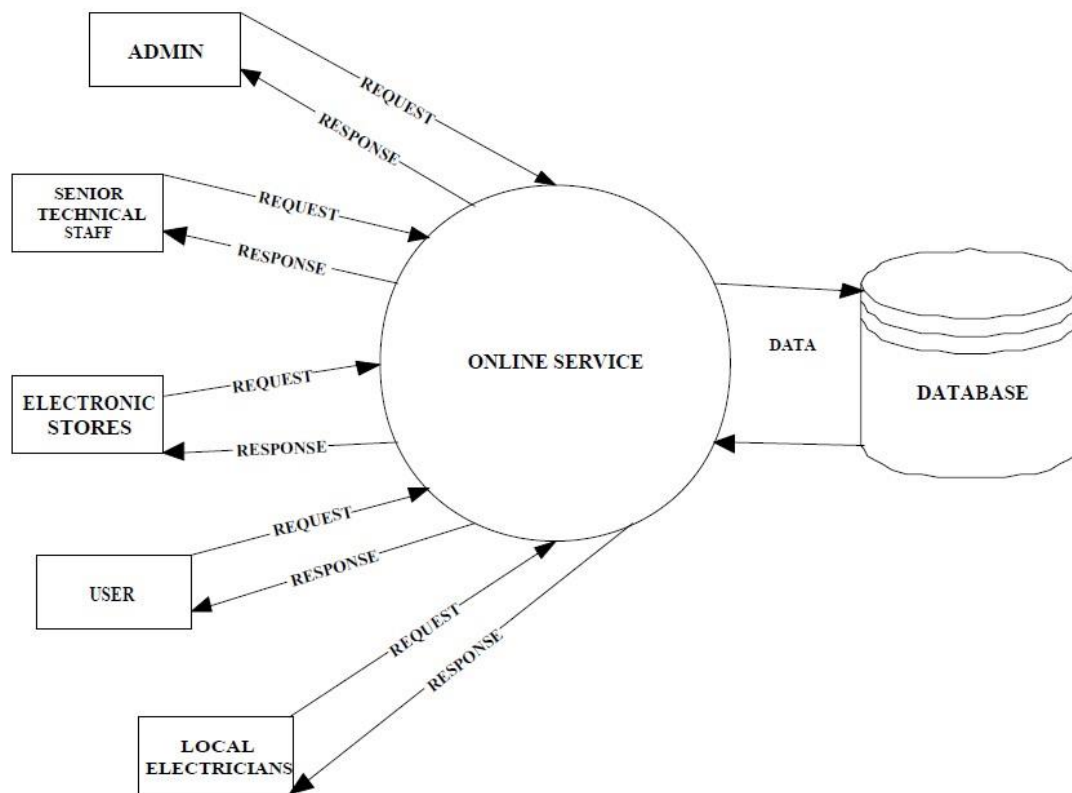 ADMIN
REQUEST
RESPONSE
SENIOR
TECHNICAL
STAFF
REQUEST
RESPONSE
ONLINE SERVICE
DATA
DATABASE
ELECTRONIC
STORES
REQUEST
RESPONSE
USER
REQUEST
RESPONSE
LOCAL
ELECTRICIANS
REQUEST
RESPONSE